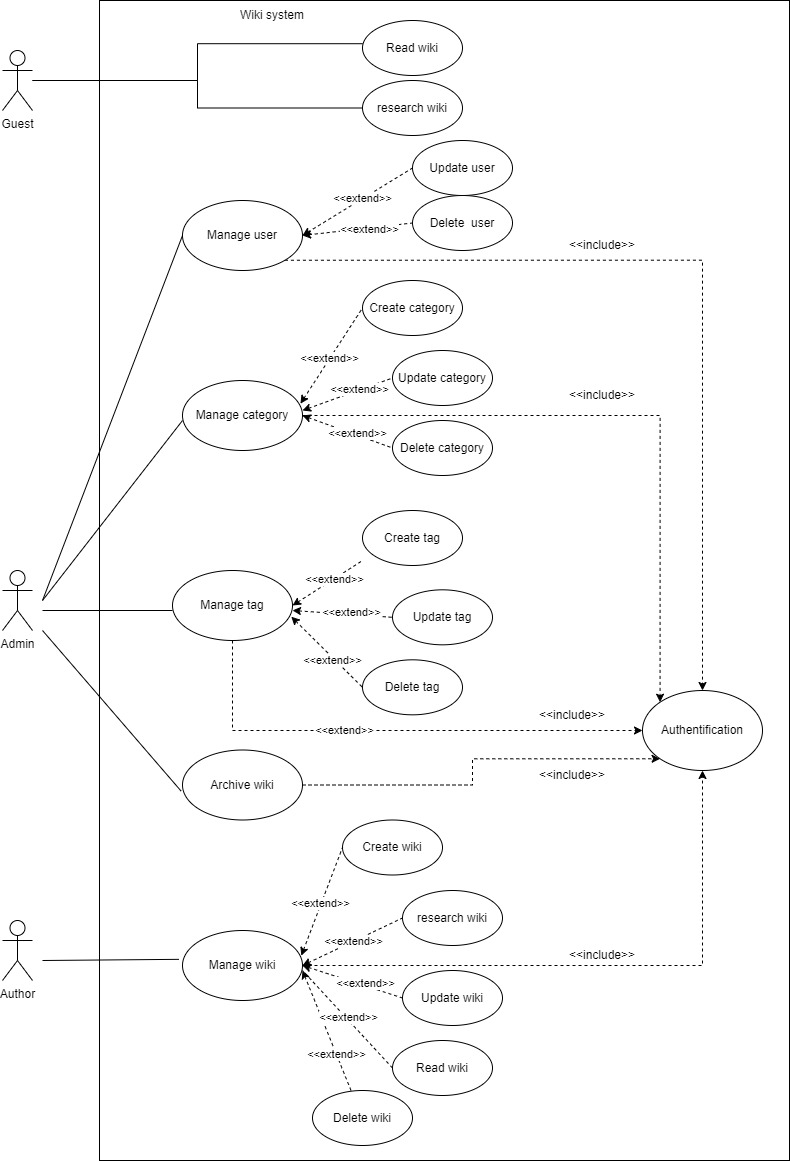 Wiki system
Read wiki
Guest
research wiki
Update user
<<extend>>
Delete  user
<<extend>>
Manage user
<<include>>
Create category
<<extend>>
Update category
<<extend>>
<<include>>
Manage category
<<extend>>
Delete category
Create tag
<<extend>>
Manage tag
<<extend>>
Update tag
Admin
<<extend>>
Delete tag
<<include>>
<<extend>>
Authentification
<<include>>
Archive wiki
Create wiki
<<extend>>
research wiki
<<extend>>
<<include>>
Manage wiki
<<extend>>
Author
Update wiki
<<extend>>
<<extend>>
Read wiki
Delete wiki